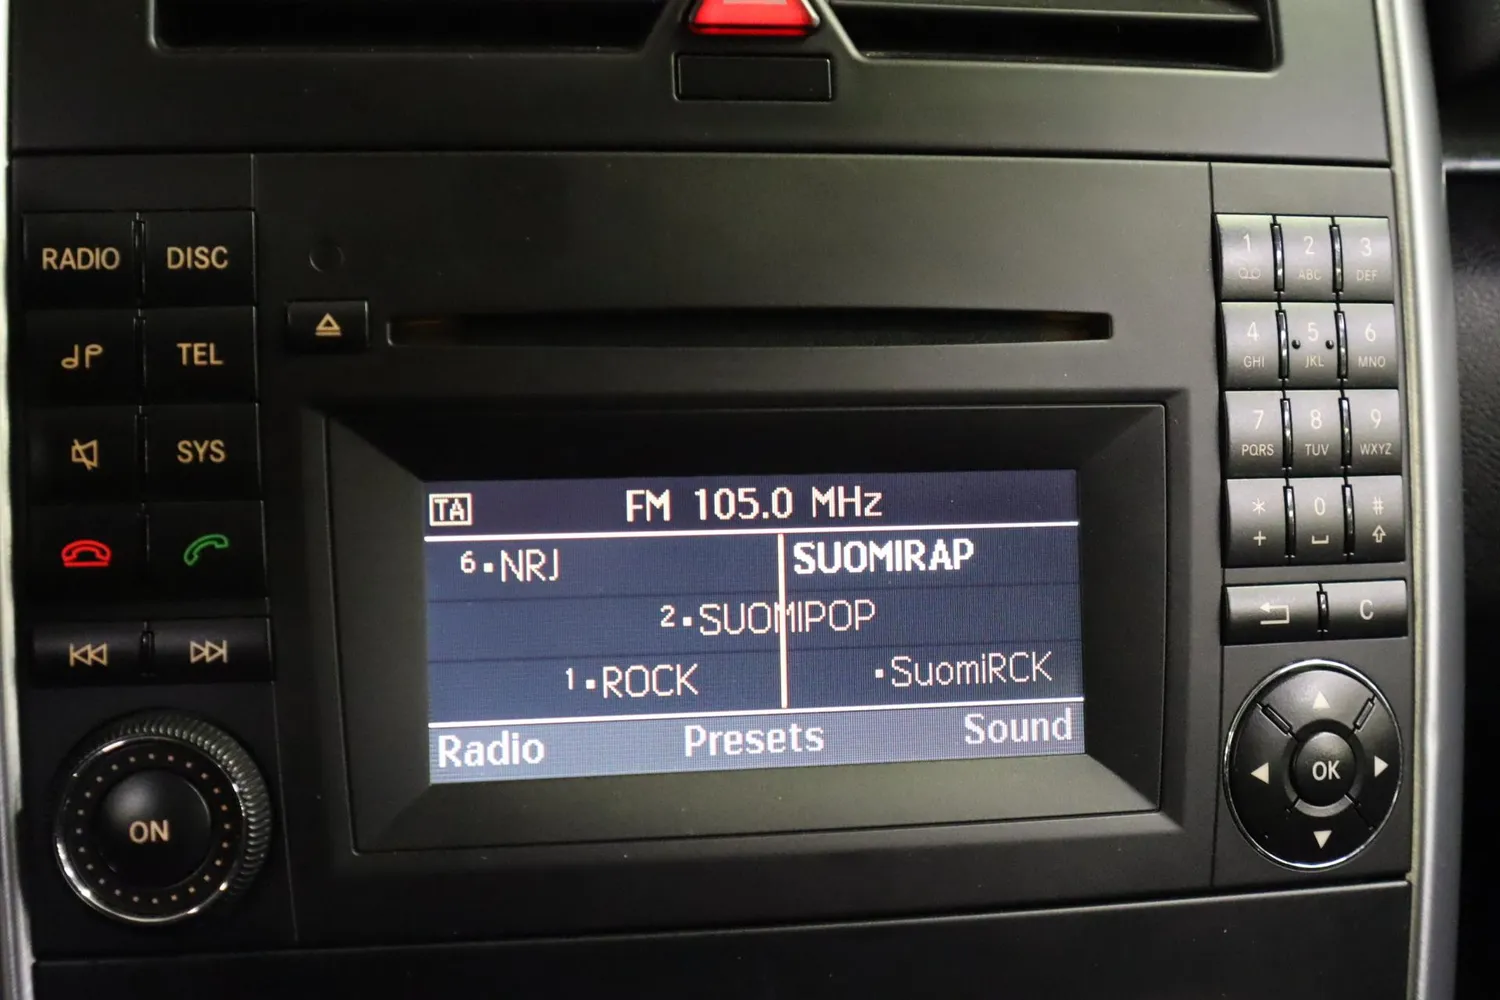 RADIO DISC
TEL
SYS
ON
TA FM 105.0 MHz
6 NRJ SUOMIRAP
2 SUOMIPOP
1 ROCK SuomiRCK
Radio Presets Sound
1 2 3
ABC DEF
4 5 6
GHI JKL MNO
7 8 9
PQRS TUV WXYZ
* 0 #
+
C
OK